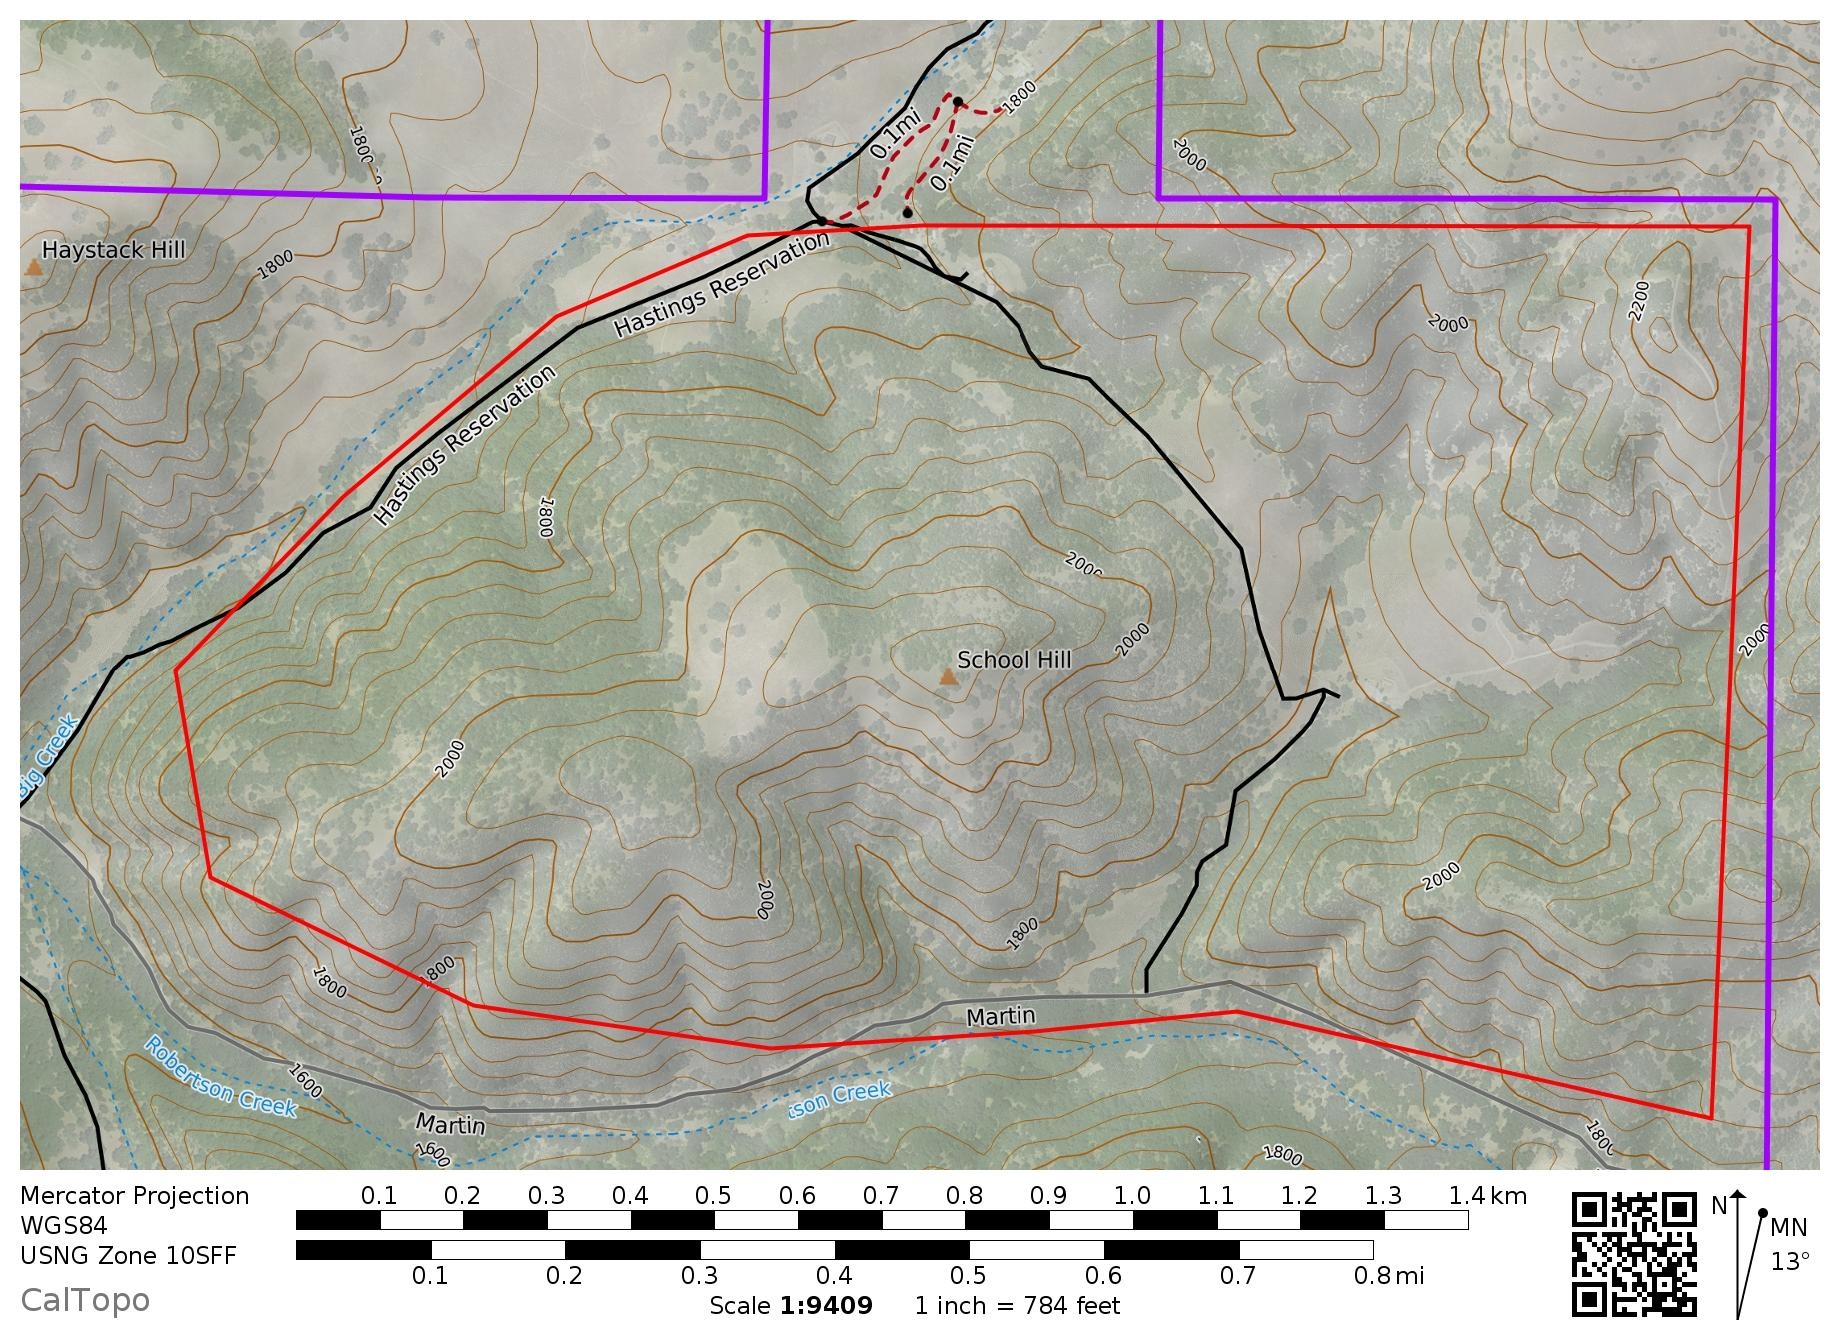 1800
0.1mi
0.1mi
1800
2000
Haystack Hill
1800
Hastings Reservation
2200
2000
Hastings Reservation
1800
2000
2000
2000
School Hill
Big Creek
2000
2000
2000
1800
1800
1800
Martin
Robertson Creek
1600
tson Creek
Martin
1600
1800
1800
Mercator Projection
WGS84
USNG Zone 10SFF
CalTopo
0.1 0.2 0.3 0.4 0.5 0.6 0.7 0.8 0.9 1.0 1.1 1.2 1.3 1.4 km
0.1 0.2 0.3 0.4 0.5 0.6 0.7 0.8 mi
Scale 1:9409 1 inch = 784 feet
N
MN
13°